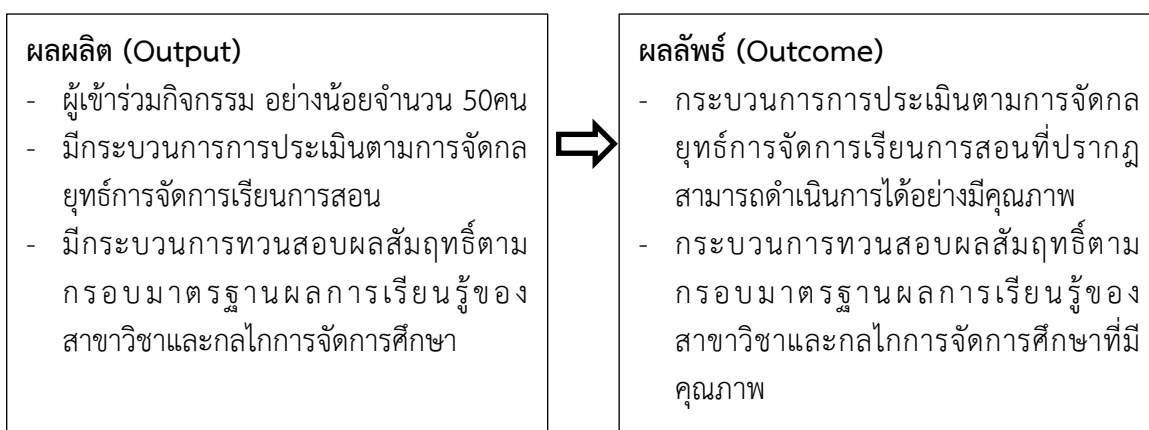 ผลผลิต (Output)
- ผู้เข้าร่วมกิจกรรม อย่างน้อยจำนวน 50คน
- มีกระบวนการการประเมินตามการจัดกล
ยุทธ์การจัดการเรียนการสอน
- มีกระบวนการทวนสอบผลสัมฤทธิ์ตาม
กรอบมาตรฐานผลการเรียนรู้ของ
สาขาวิชาและกลไกการจัดการศึกษา
ผลลัพธ์ (Outcome)
- กระบวนการการประเมินตามการจัดกล
ยุทธ์การจัดการเรียนการสอนที่ปรากฎ
สามารถดำเนินการได้อย่างมีคุณภาพ
- กระบวนการทวนสอบผลสัมฤทธิ์ตาม
กรอบมาตรฐานผลการเรียนรู้ของ
สาขาวิชาและกลไกการจัดการศึกษาที่มี
คุณภาพ